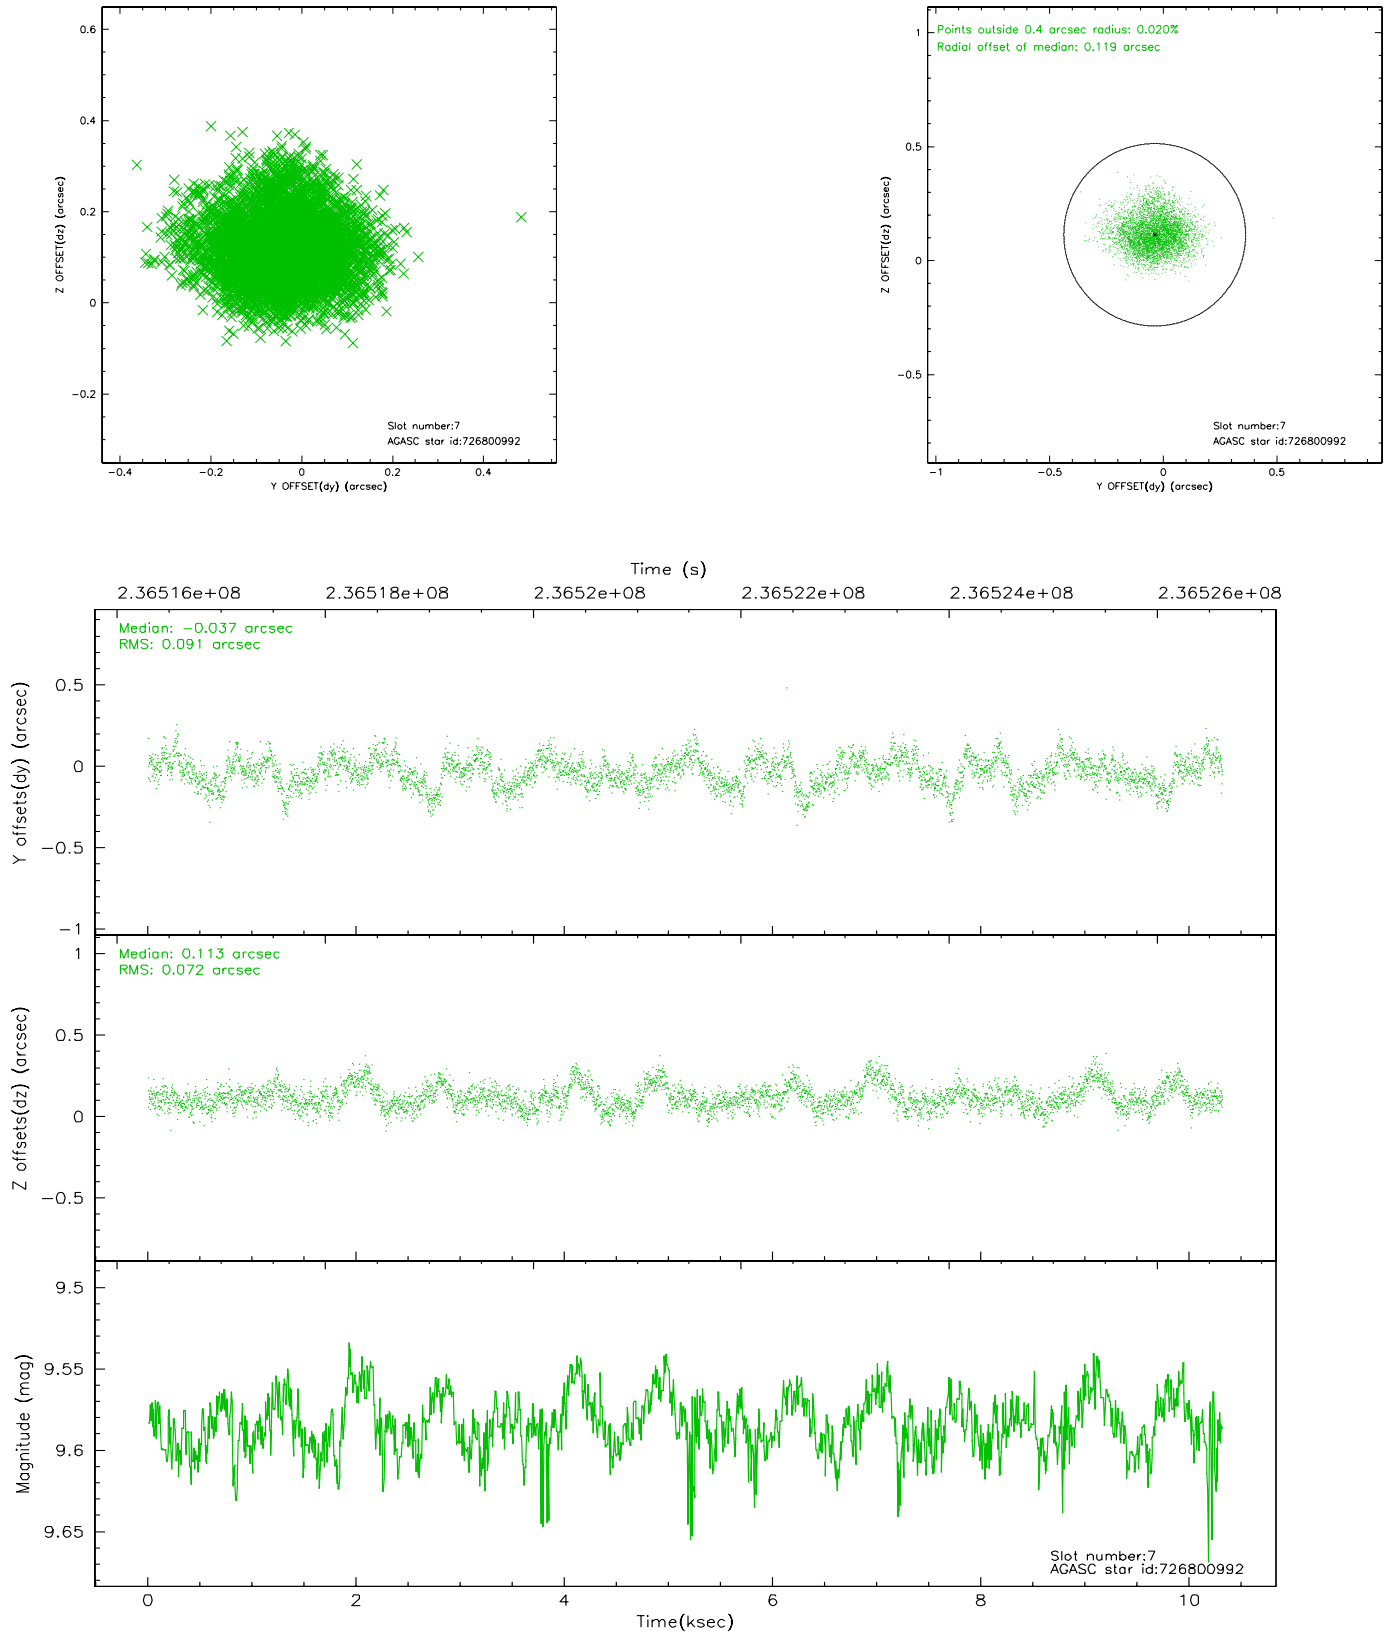 0.6
0.4
0.2
0
−0.2
Z OFFSET(dz) (arcsec)
Slot number:7
AGASC star id:726800992
−0.4 −0.2 0 0.2 0.4
Y OFFSET(dy) (arcsec)
Points outside 0.4 arcsec radius: 0.020%
Radial offset of median: 0.119 arcsec
1
0.5
0
−0.5
Z OFFSET(dz) (arcsec)
Slot number:7
AGASC star id:726800992
−1 −0.5 0 0.5
Y OFFSET(dy) (arcsec)
Time (s)
2.36516e+08 2.36518e+08 2.3652e+08 2.36522e+08 2.36524e+08 2.36526e+08
Median: −0.037 arcsec
RMS: 0.091 arcsec
0.5
0
−0.5
−1
Y offsets(dy) (arcsec)
Median: 0.113 arcsec
RMS: 0.072 arcsec
1
0.5
0
−0.5
Z offsets(dz) (arcsec)
9.5
9.55
9.6
9.65
Magnitude (mag)
Slot number:7
AGASC star id:726800992
0 2 4 6 8 10
Time(ksec)